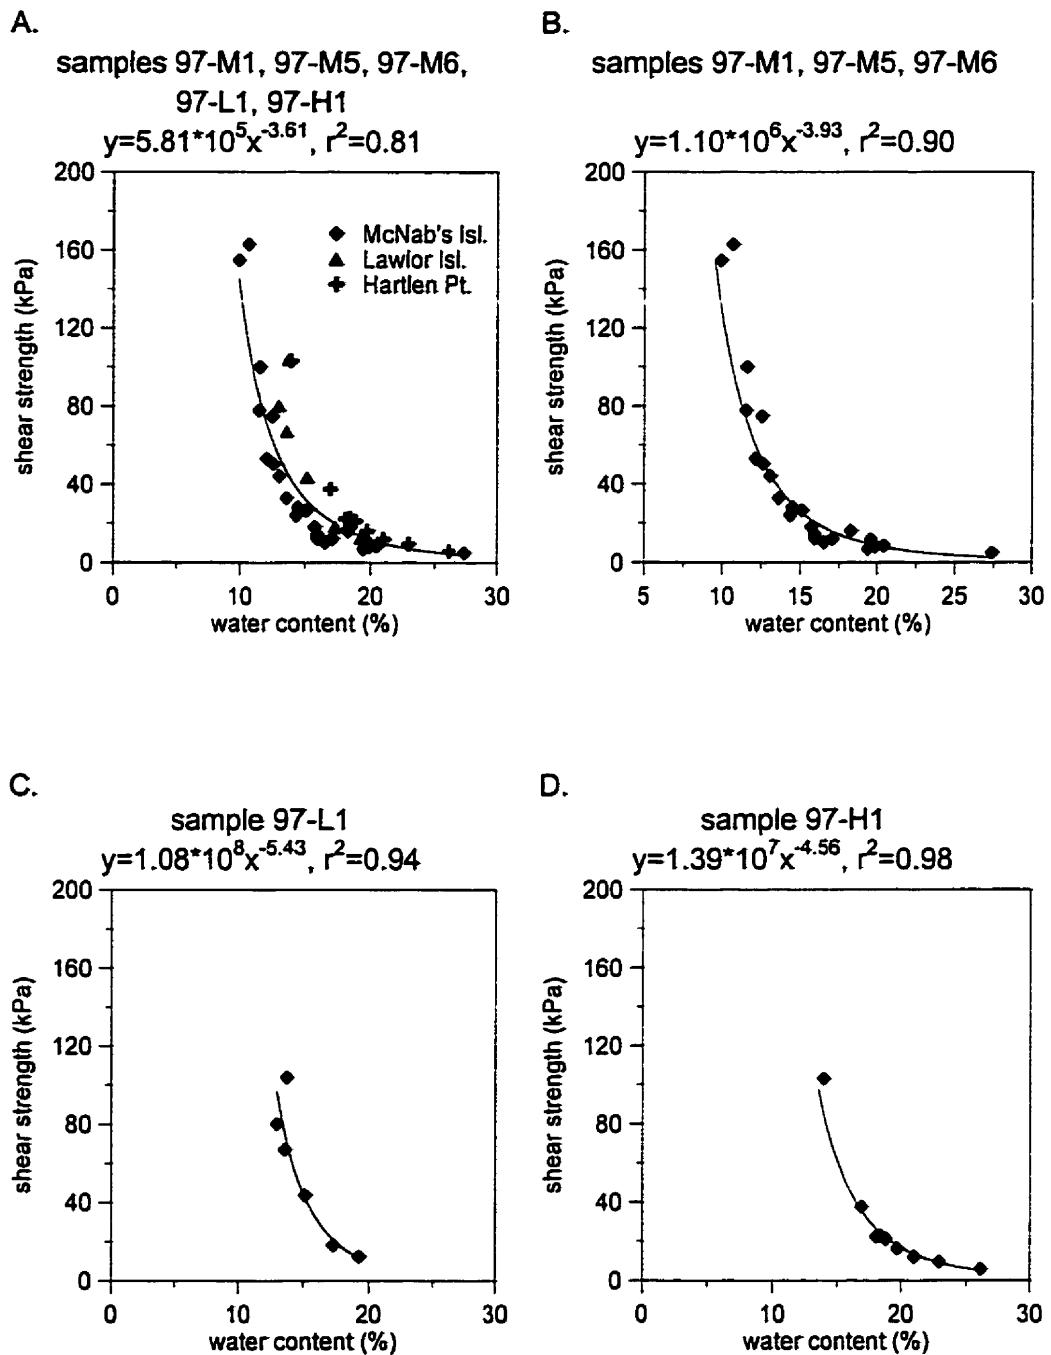 A.
samples 97-M1, 97-M5, 97-M6,
97-L1, 97-H1
y=5.81*10^5x^-3.61, r^2=0.81
200
160
120
80
40
0
shear strength (kPa)
McNab's Isl.
Lawlor Isl.
Hartlen Pt.
0 10 20 30
water content (%)
B.
samples 97-M1, 97-M5, 97-M6
y=1.10*10^6x^-3.93, r^2=0.90
200
160
120
80
40
0
shear strength (kPa)
5 10 15 20 25 30
water content (%)
C.
sample 97-L1
y=1.08*10^8x^-5.43, r^2=0.94
200
160
120
80
40
0
shear strength (kPa)
0 10 20 30
water content (%)
D.
sample 97-H1
y=1.39*10^7x^-4.56, r^2=0.98
200
160
120
80
40
0
shear strength (kPa)
0 10 20 30
water content (%)